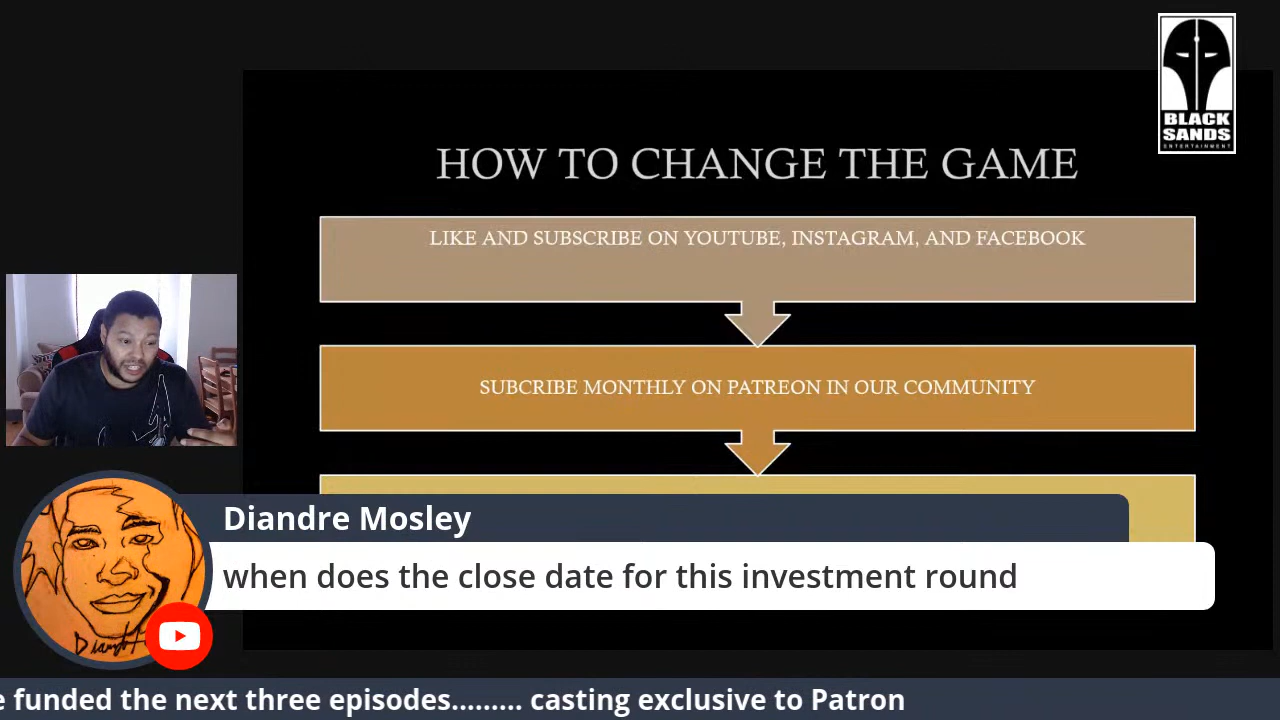 BLACK
SANDS
ENTERTAINMENT
HOW TO CHANGE THE GAME
LIKE AND SUBSCRIBE ON YOUTUBE, INSTAGRAM, AND FACEBOOK
SUBCRIBE MONTHLY ON PATREON IN OUR COMMUNITY
Diandre Mosley
when does the close date for this investment round
e funded the next three episodes......... casting exclusive to Patron